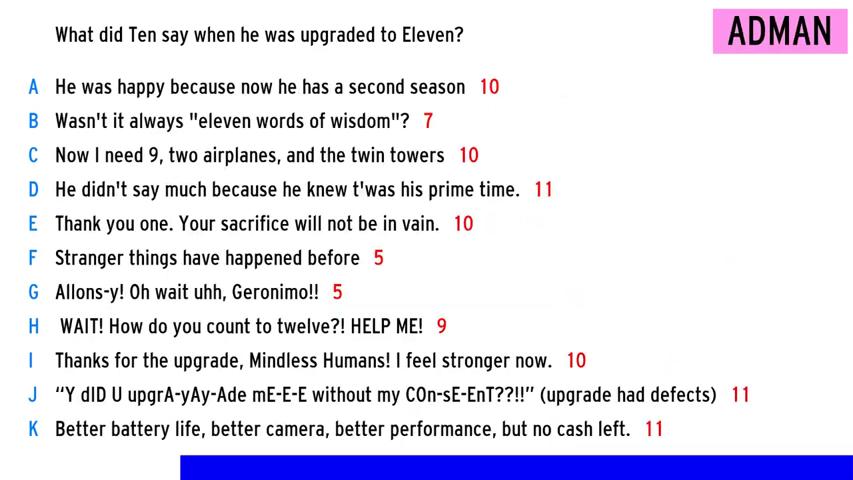 What did Ten say when he was upgraded to Eleven?
ADMAN
A He was happy because now he has a second season 10
B Wasn't it always "eleven words of wisdom"? 7
C Now I need 9, two airplanes, and the twin towers 10
D He didn't say much because he knew t'was his prime time. 11
E Thank you one. Your sacrifice will not be in vain. 10
F Stranger things have happened before 5
G Allons-y! Oh wait uhh, Geronimo!! 5
H WAIT! How do you count to twelve?! HELP ME! 9
I Thanks for the upgrade, Mindless Humans! I feel stronger now. 10
J “Y dID U upgrA-yAy-Ade mE-E-E without my COn-sE-EnT??!!” (upgrade had defects) 11
K Better battery life, better camera, better performance, but no cash left. 11